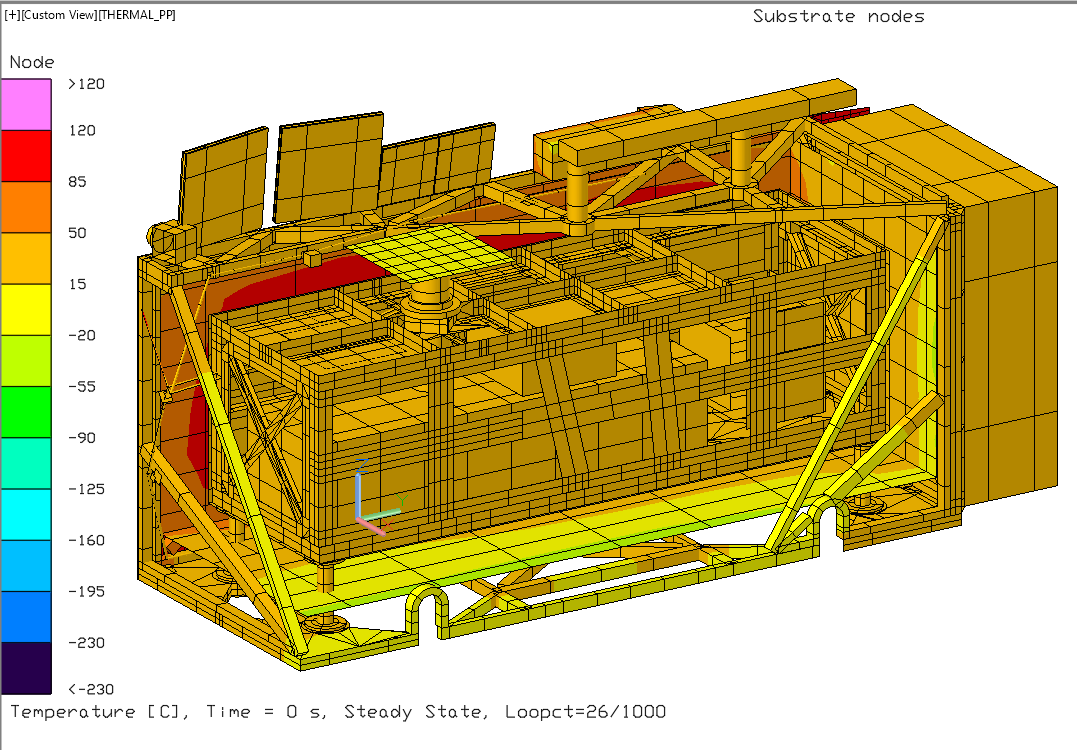 [+][Custom View][THERMAL_PP]
Substrate nodes
Node
>120
120
85
50
15
-20
-55
-90
-125
-160
-195
-230
<-230
Y
Temperature [C], Time = 0 s, Steady State, Loopct=26/1000